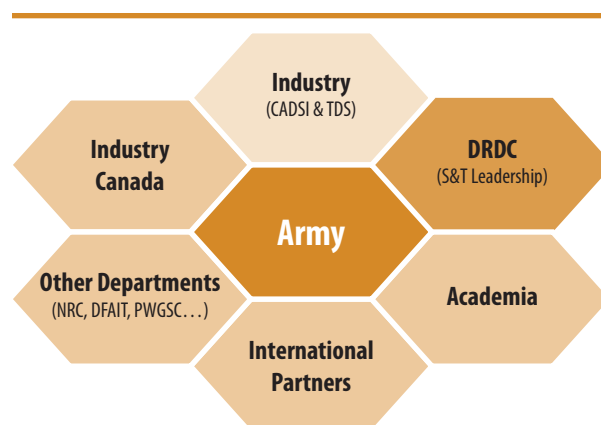 Industry
(CADSI & TDS)
Industry
Canada
DRDC
(S&T Leadership)
Army
Other Departments
(NRC, DFAIT, PWGSC…)
Academia
International
Partners